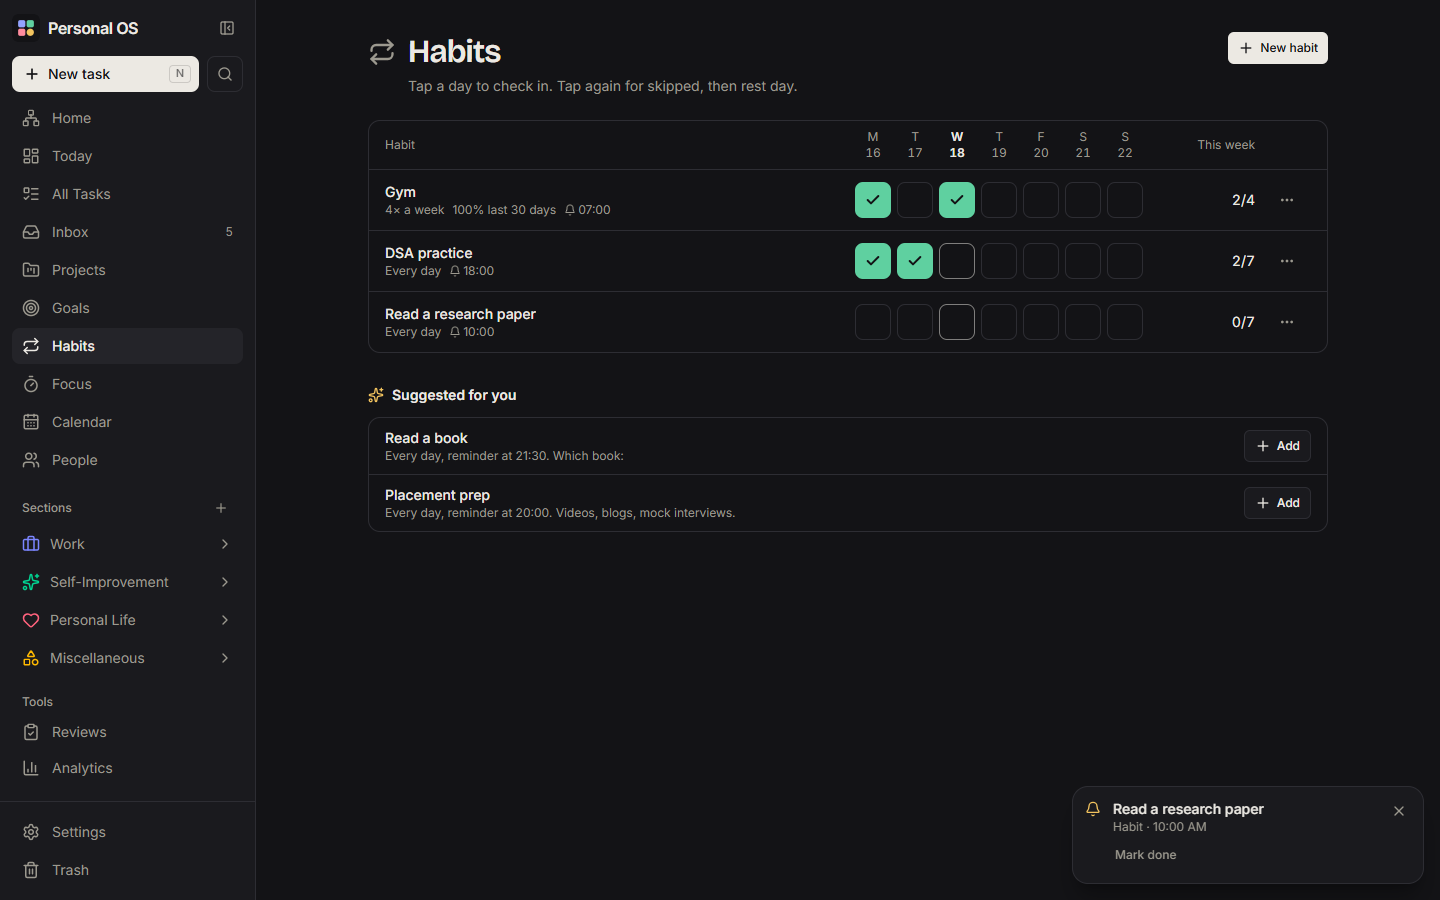 Personal OS
New task N
Home
Today
All Tasks
Inbox 5
Projects
Goals
Habits
Focus
Calendar
People
Sections
Work
Self-Improvement
Personal Life
Miscellaneous
Tools
Reviews
Analytics
Settings
Trash
Habits
Tap a day to check in. Tap again for skipped, then rest day.
New habit
Habit M T W T F S S This week
16 17 18 19 20 21 22
Gym
4× a week 100% last 30 days 07:00
2/4
DSA practice
Every day 18:00
2/7
Read a research paper
Every day 10:00
0/7
Suggested for you
Read a book
Every day, reminder at 21:30. Which book:
Add
Placement prep
Every day, reminder at 20:00. Videos, blogs, mock interviews.
Add
Read a research paper
Habit · 10:00 AM
Mark done